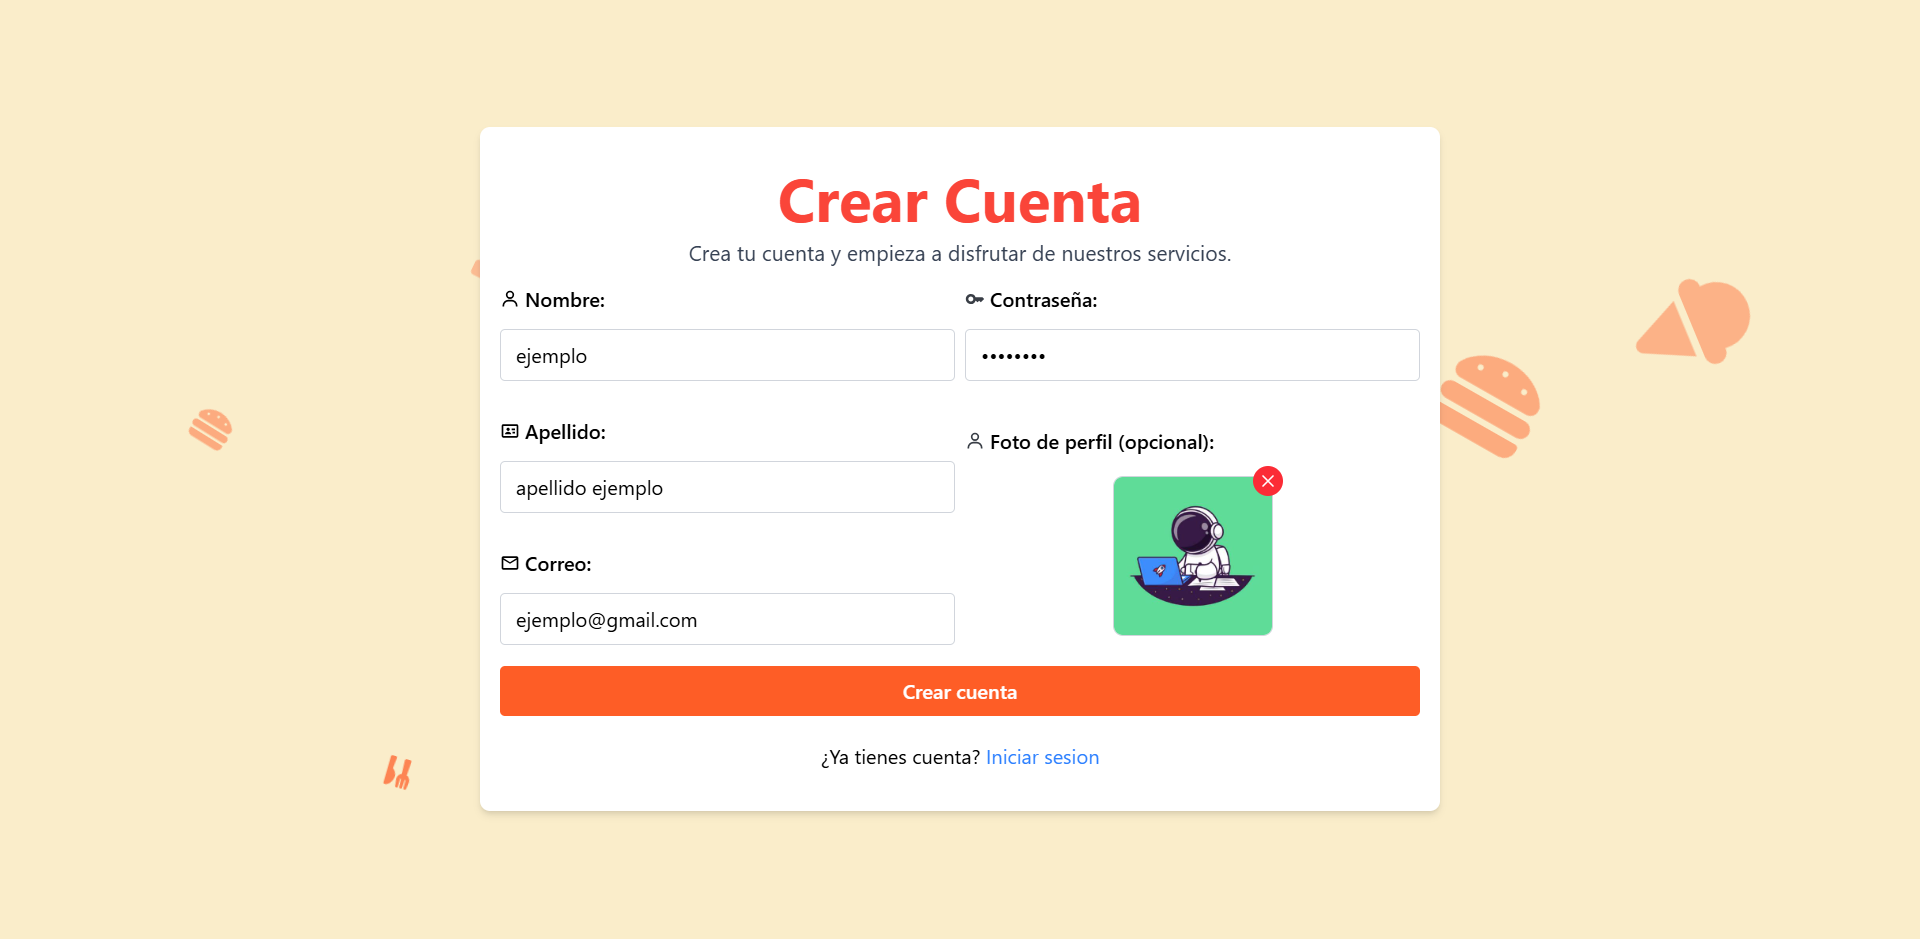 Crear Cuenta
Crea tu cuenta y empieza a disfrutar de nuestros servicios.
Nombre:
ejemplo
Apellido:
apellido ejemplo
Correo:
ejemplo@gmail.com
Contraseña:
••••••••
Foto de perfil (opcional):
Crear cuenta
¿Ya tienes cuenta? Iniciar sesion